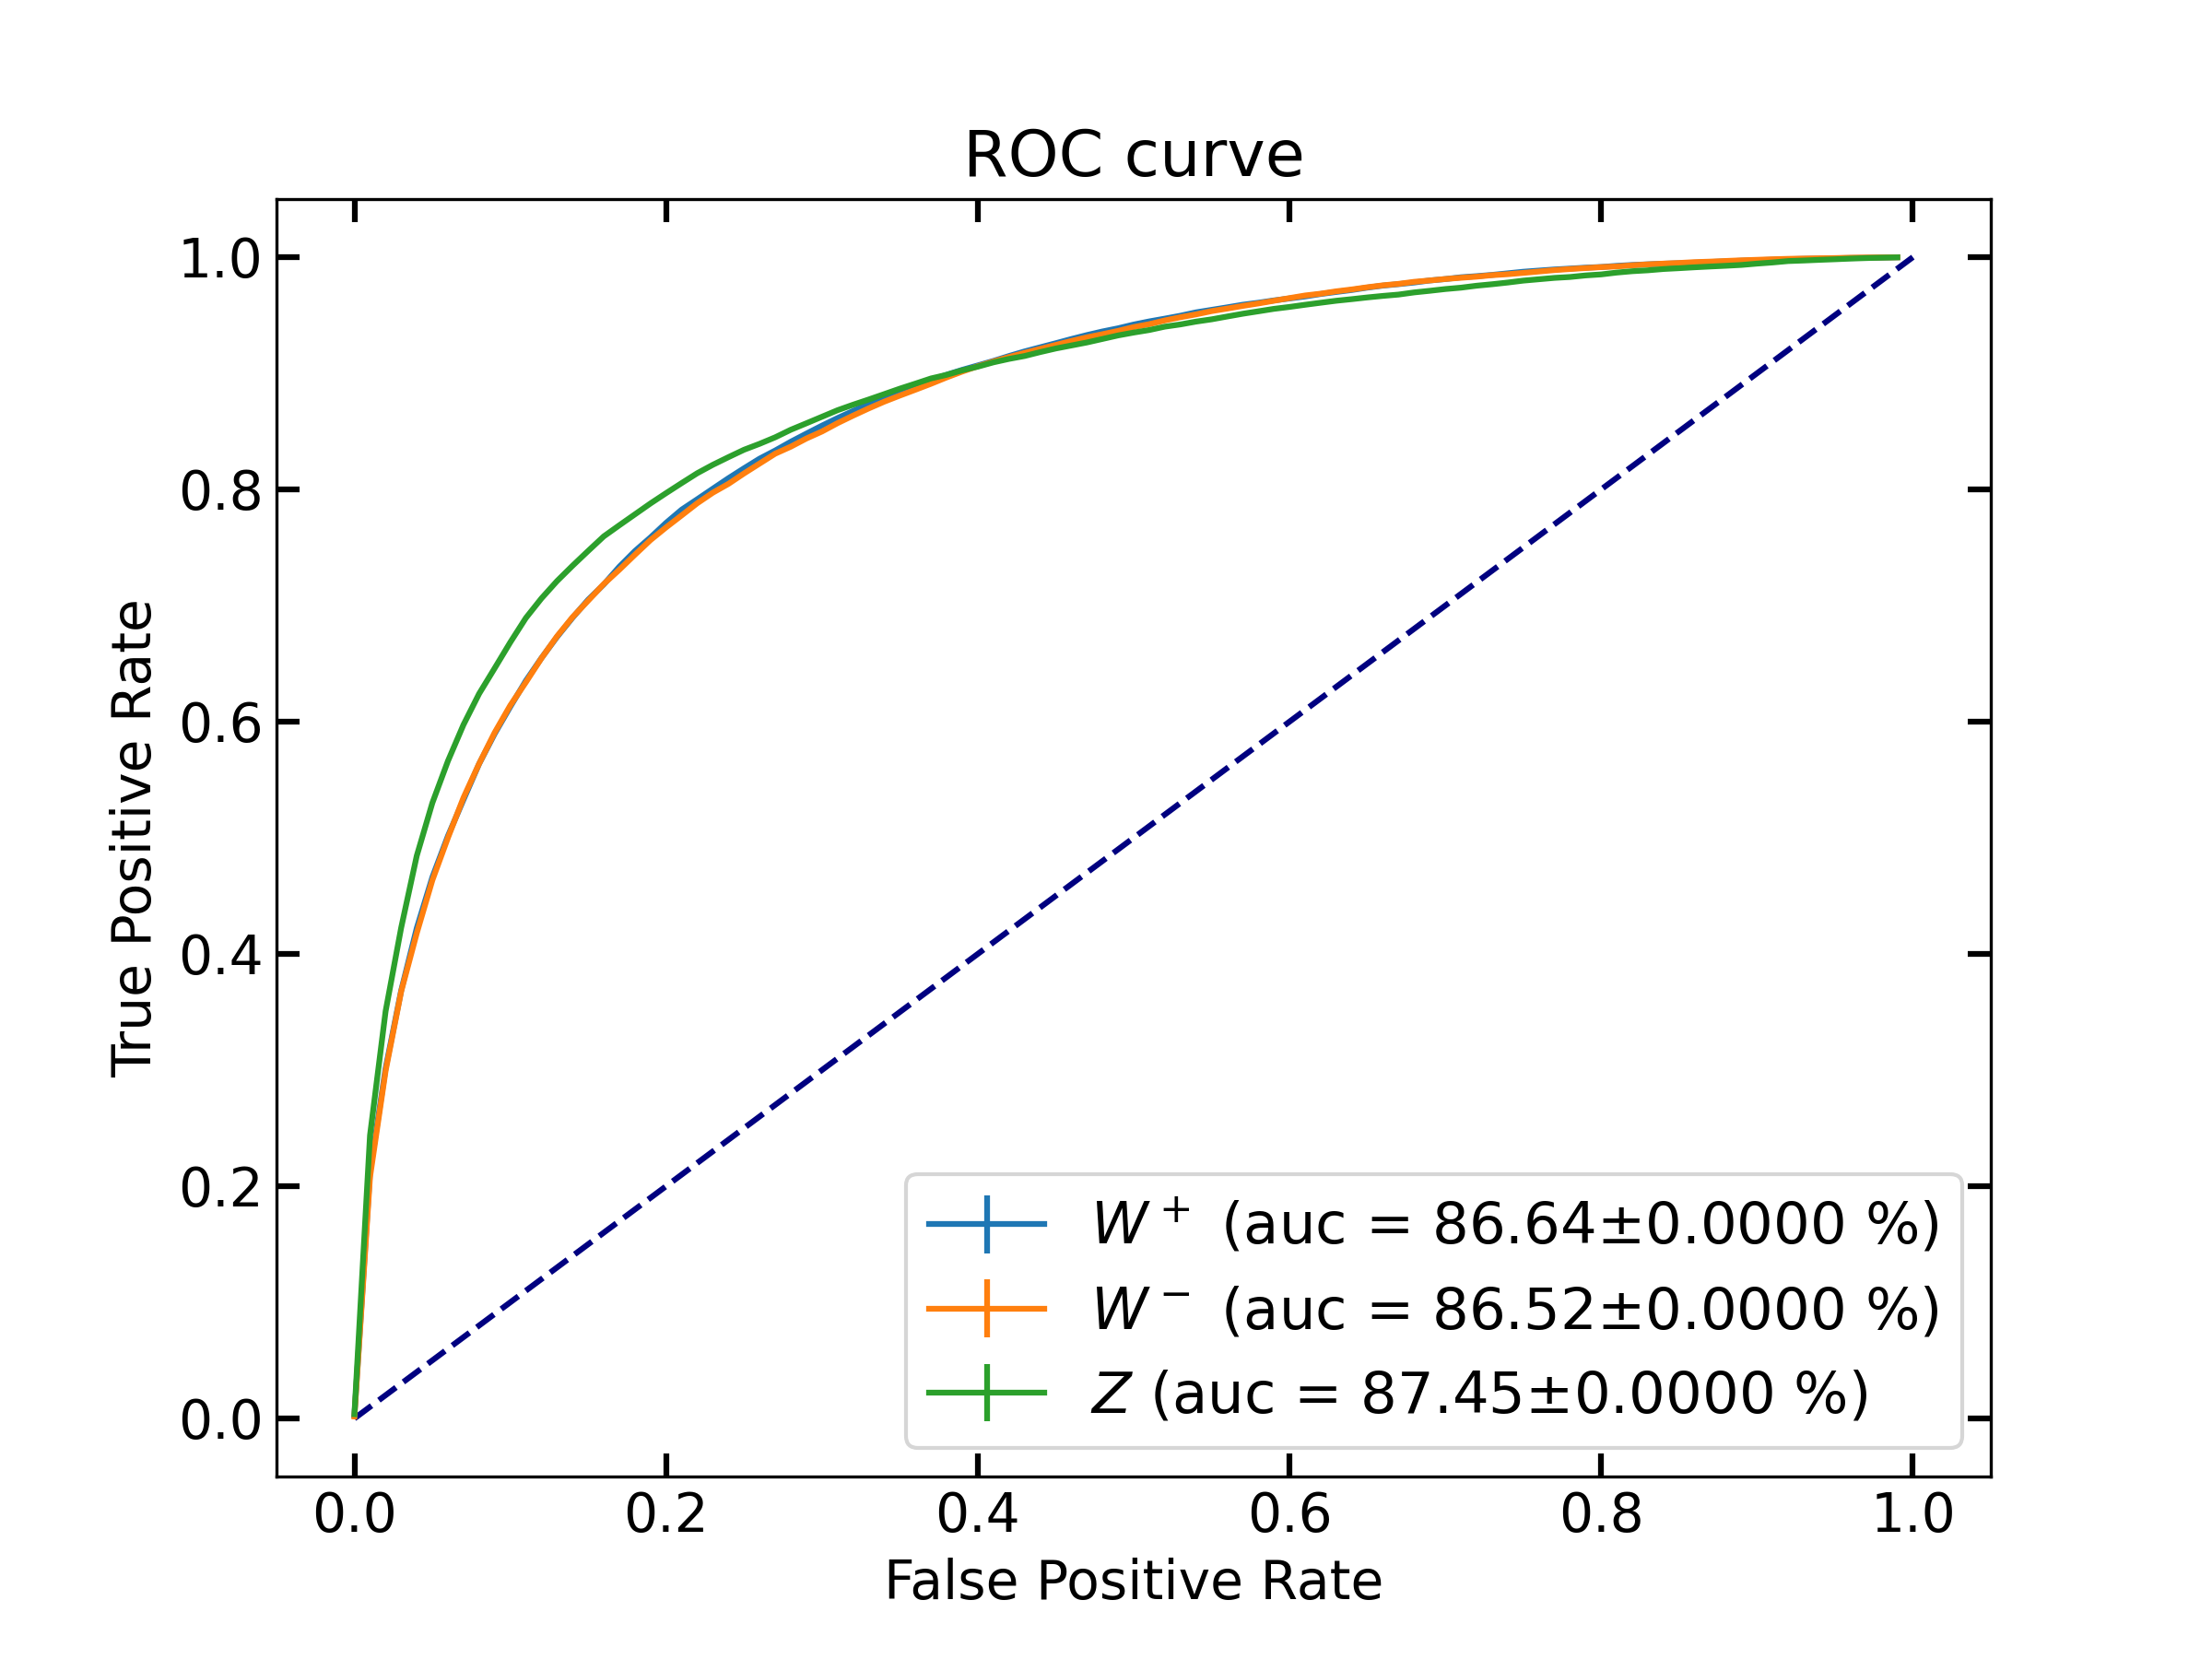 ROC curve
True Positive Rate
1.0
0.8
0.6
0.4
0.2
0.0
W⁺ (auc = 86.64±0.0000 %)
W⁻ (auc = 86.52±0.0000 %)
Z (auc = 87.45±0.0000 %)
0.0 0.2 0.4 0.6 0.8 1.0
False Positive Rate